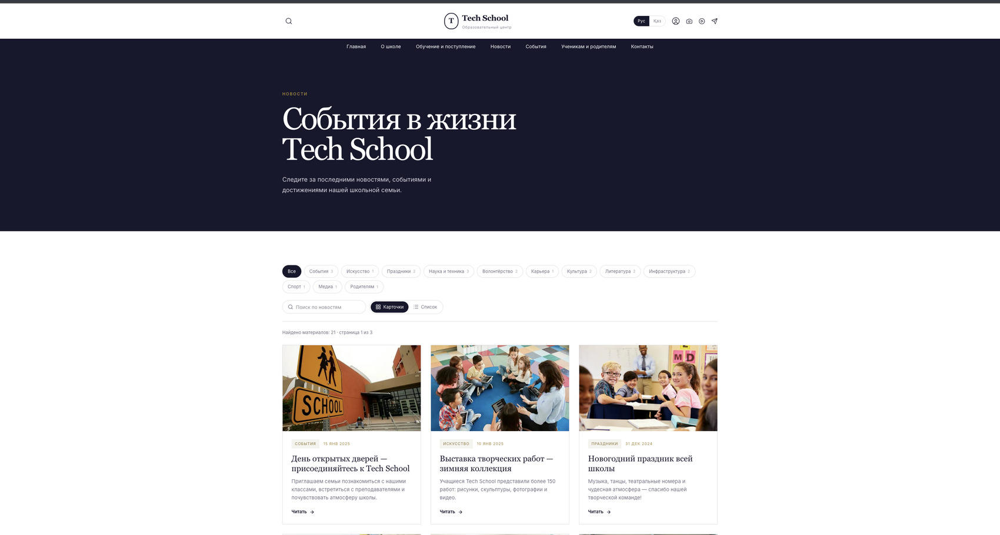 T
Tech School
Образовательный центр
Рус Қаз
Главная О школе Обучение и поступление Новости События Ученикам и родителям Контакты
НОВОСТИ
События в жизни
Tech School
Следите за последними новостями, событиями и
достижениями нашей школьной семьи.
Все События 3 Искусство 1 Праздники 2 Наука и техника 3 Волонтёрство 2 Карьера 1 Культура 2 Литература 2 Инфраструктура 2
Спорт 1 Медиа 1 Родителям 1
Поиск по новостям Карточки Список
Найдено материалов: 21 · страница 1 из 3
SCHOOL
MD
СОБЫТИЯ 15 ЯНВ 2025
День открытых дверей —
присоединяйтесь к Tech School
Приглашаем семьи познакомиться с нашими
классами, встретиться с преподавателями и
почувствовать атмосферу школы.
Читать →
ИСКУССТВО 10 ЯНВ 2025
Выставка творческих работ —
зимняя коллекция
Учащиеся Tech School представили более 150
работ: рисунки, скульптуры, фотографии и
видео.
Читать →
ПРАЗДНИКИ 31 ДЕК 2024
Новогодний праздник всей
школы
Музыка, танцы, театральные номера и
чудесная атмосфера — спасибо нашей
творческой команде!
Читать →